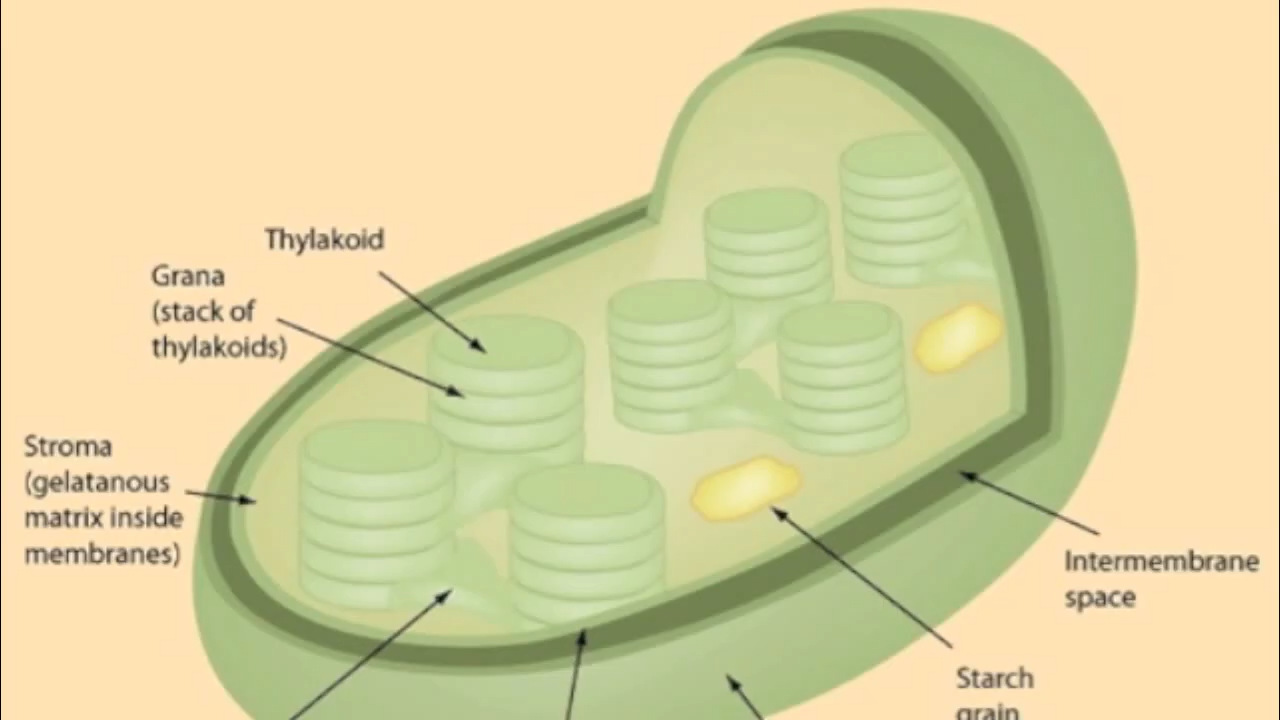 Thylakoid
Grana
(stack of
thylakoids)
Stroma
(gelatanous
matrix inside
membranes)
Intermembrane
space
Starch
grain